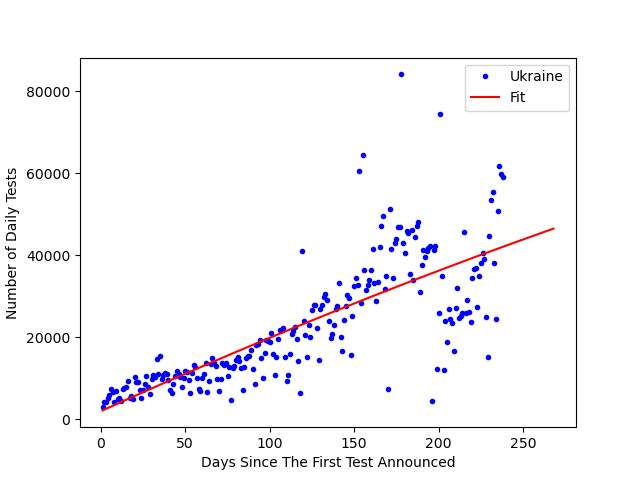 Ukraine
Fit
Number of Daily Tests
80000
60000
40000
20000
0
0 50 100 150 200 250
Days Since The First Test Announced